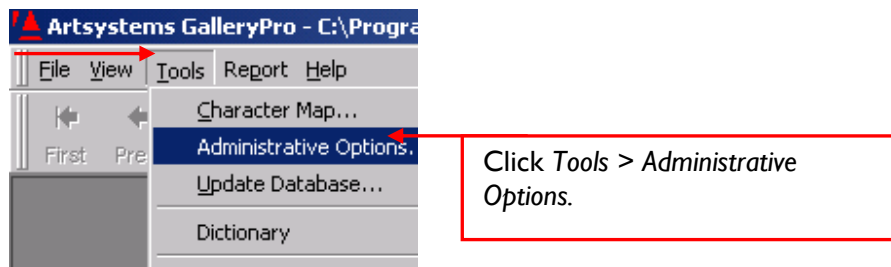 Artsystems GalleryPro - C:\Progra
File View Tools Report Help
Character Map...
First Pre
Administrative Options.
Update Database...
Dictionary
Click Tools > Administrative
Options.